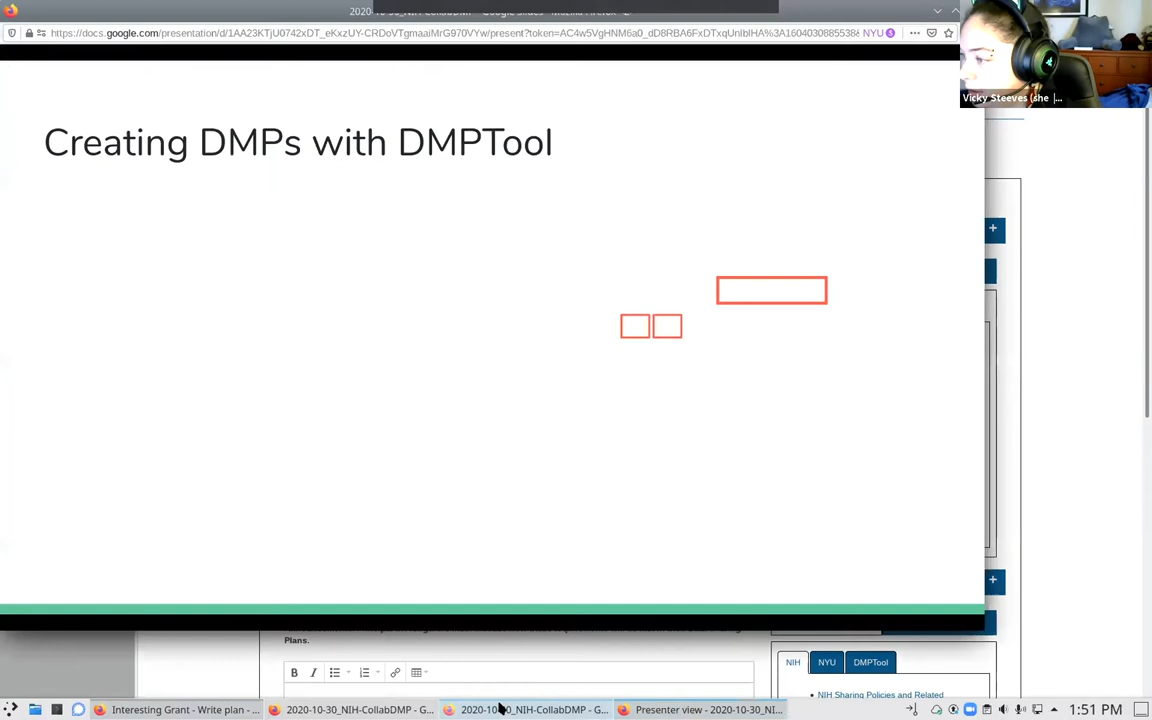 https://docs.google.com/presentation/d/1AA23KTjU0742xDT_eKxzUY-CRDoVTgmaaiMrG970VYw/present?token=AC4w5VgHNM6a0_dD8RBA6FxDTxqUnIbIHA%3A1604030885538& NYU
Vicky Steeves (she |...
Creating DMPs with DMPTool
Plans.
NIH NYU DMPTool
NIH Sharing Policies and Related
Interesting Grant - Write plan - ...
2020-10-30_NIH-CollabDMP - G...
2020-10-30_NIH-CollabDMP - G...
Presenter view - 2020-10-30_NI...
1:51 PM